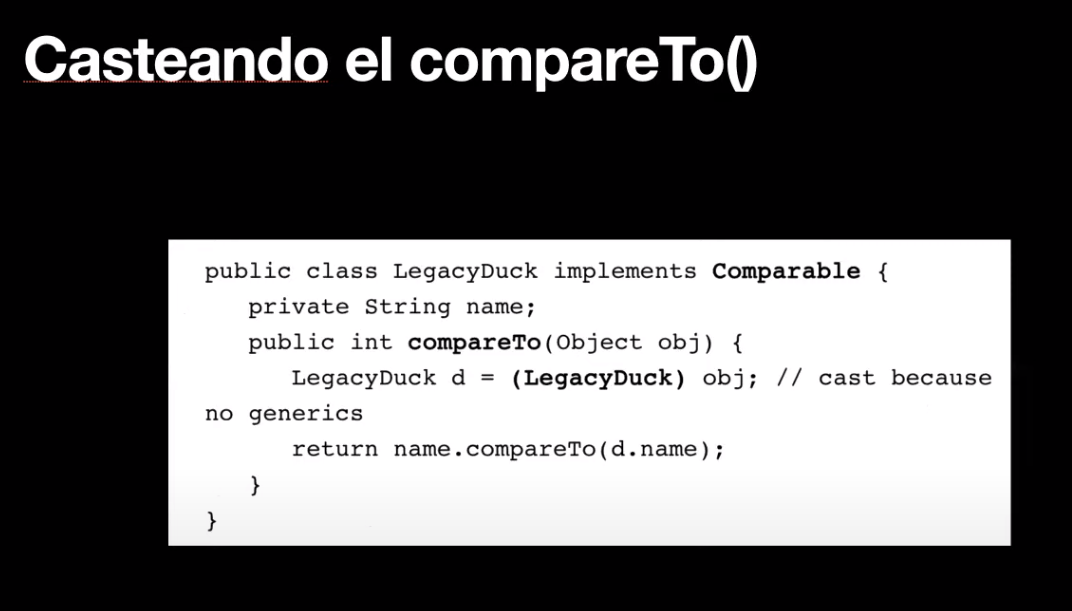 Casteando el compareTo()
public class LegacyDuck implements Comparable {
private String name;
public int compareTo(Object obj) {
LegacyDuck d = (LegacyDuck) obj; // cast because
no generics
return name.compareTo(d.name);
}
}